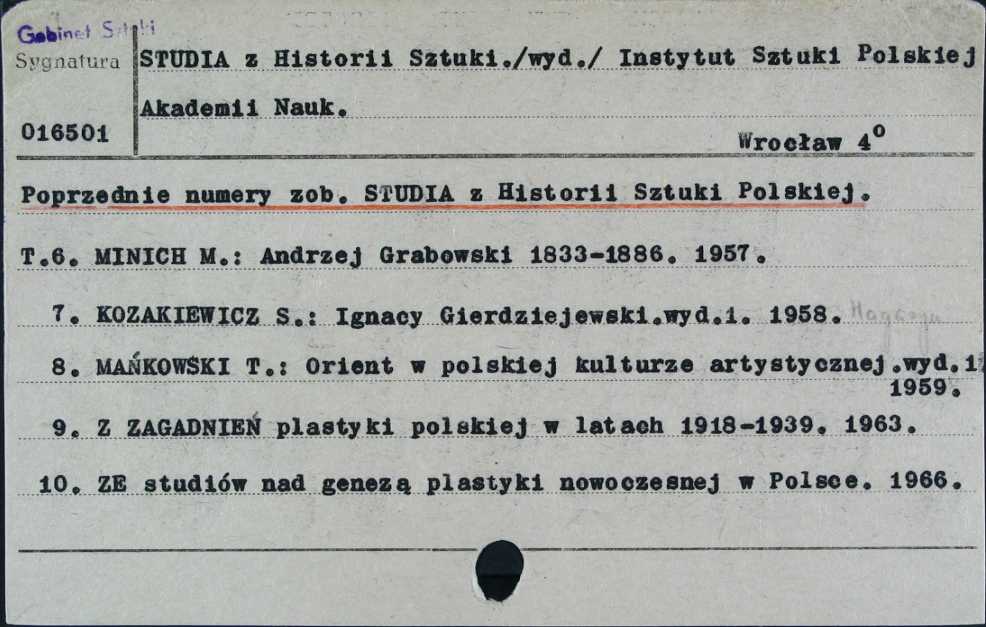 Gabinet Sztuki
Sygnatura
016501
STUDIA z Historii Sztuki./wyd./ Instytut Sztuki Polskiej
Akademii Nauk.
Wrocław 4°
Poprzednie numery zob. STUDIA z Historii Sztuki Polskiej.
T.6. MINICH M.: Andrzej Grabowski 1833-1886. 1957.
7. KOZAKIEWICZ S.: Ignacy Gierdziejewski.wyd.1. 1958.
8. MAŃKOWSKI T.: Orient w polskiej kulturze artystycznej.wyd.1
1959.
9. Z ZAGADNIEŃ plastyki polskiej w latach 1918-1939. 1963.
10. ZE studiów nad genezą plastyki nowoczesnej w Polsce. 1966.